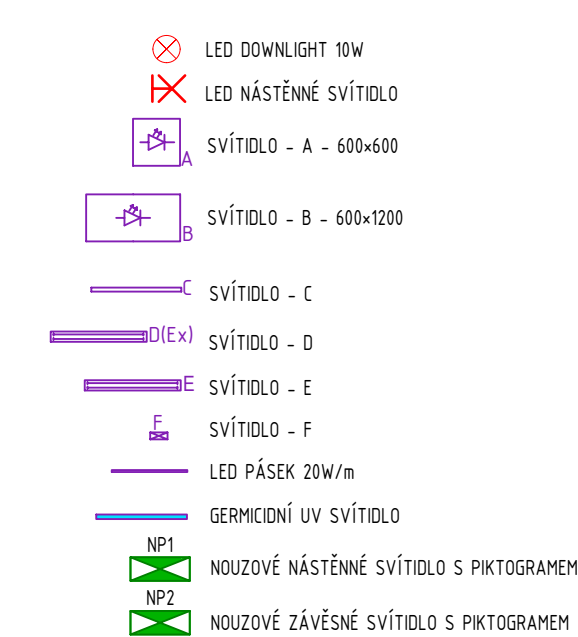 LED DOWNLIGHT 10W
LED NÁSTĚNNÉ SVÍTIDLO
SVÍTIDLO - A - 600×600
A
SVÍTIDLO - B - 600×1200
B
C
SVÍTIDLO - C
D(Ex)
SVÍTIDLO - D
E
SVÍTIDLO - E
F
SVÍTIDLO - F
LED PÁSEK 20W/m
GERMICIDNÍ UV SVÍTIDLO
NP1
NOUZOVÉ NÁSTĚNNÉ SVÍTIDLO S PIKTOGRAMEM
NP2
NOUZOVÉ ZÁVĚSNÉ SVÍTIDLO S PIKTOGRAMEM